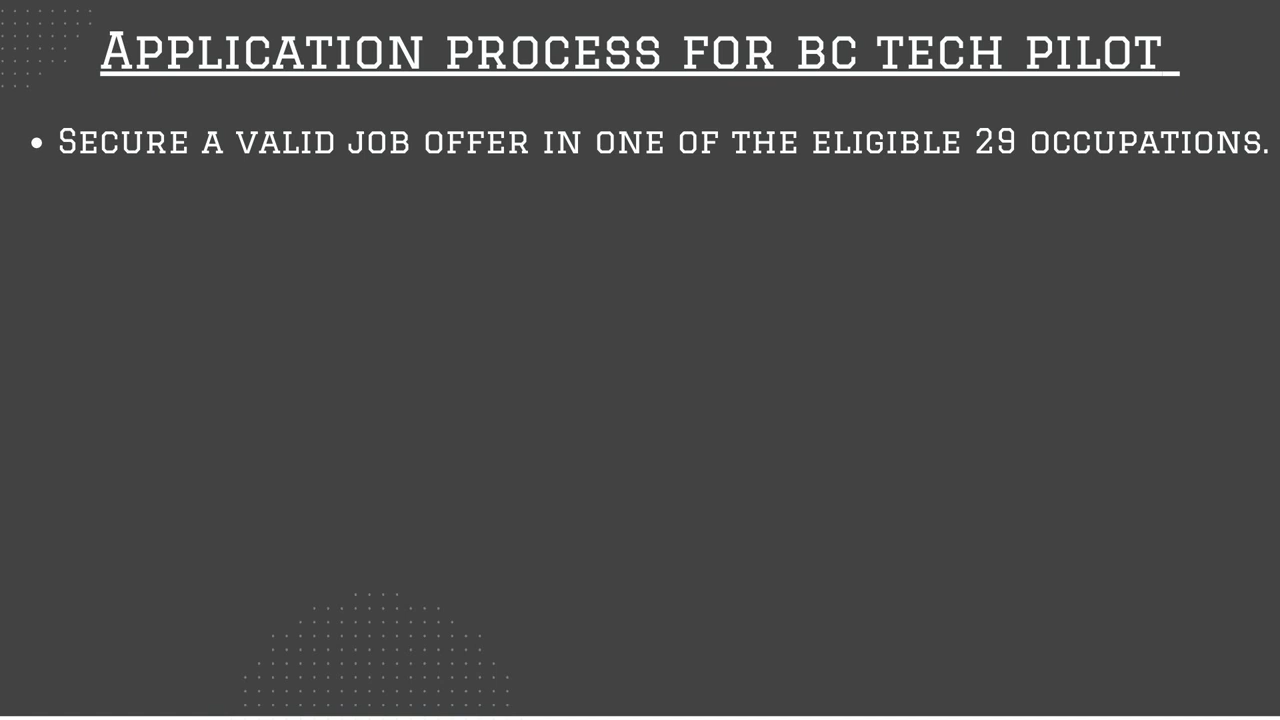 Application process for BC Tech Pilot
• Secure a valid job offer in one of the eligible 29 occupations.